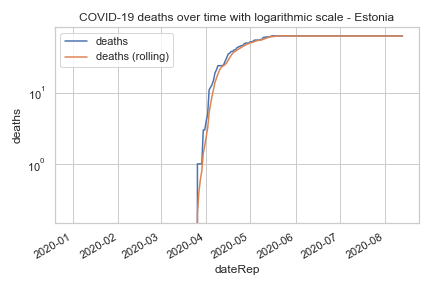 COVID-19 deaths over time with logarithmic scale - Estonia
deaths
deaths (rolling)
10¹
10⁰
deaths
2020-01
2020-02
2020-03
2020-04
2020-05
2020-06
2020-07
2020-08
dateRep